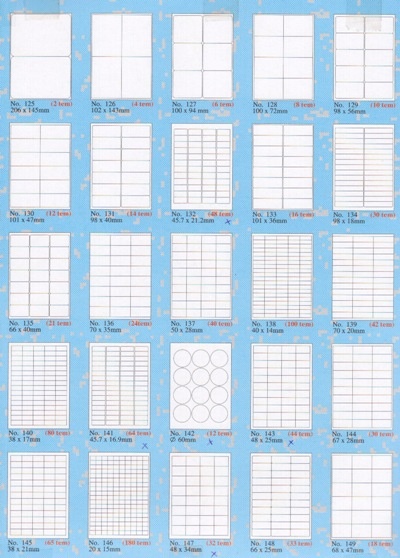 No. 125 (2 tem)
206 x 145mm
No. 126 (4 tem)
102 x 147mm
No. 127 (6 tem)
100 x 94 mm
No. 128 (8 tem)
100 x 72mm
No. 129 (10 tem)
98 x 56mm
No. 130 (12 tem)
101 x 47mm
No. 131 (14 tem)
98 x 40mm
No. 132 (48 tem)
45.7 x 21.2mm x
No. 133 (16 tem)
101 x 36mm
No. 134 (30 tem)
98 x 18mm
No. 135 (21 tem)
66 x 40mm
No. 136 (24tem)
70 x 35mm
No. 137 (40 tem)
50 x 28mm
No. 138 (100 tem)
40 x 14mm
No. 139 (42 tem)
70 x 20mm
No. 140 (80 tem)
38 x 17mm
No. 141 (64 tem)
45.7 x 16.9mm x
No. 142 (12 tem)
Ø 60mm x
No. 143 (44 tem)
66 x 25mm x
No. 144 (30 tem)
67 x 28mm
No. 145 (65 tem)
38 x 21mm
No. 146 (180 tem)
20 x 15mm
No. 147 (32 tem)
48 x 34mm x
No. 148 (33 tem)
66 x 25mm
No. 149 (18 tem)
68 x 47mm